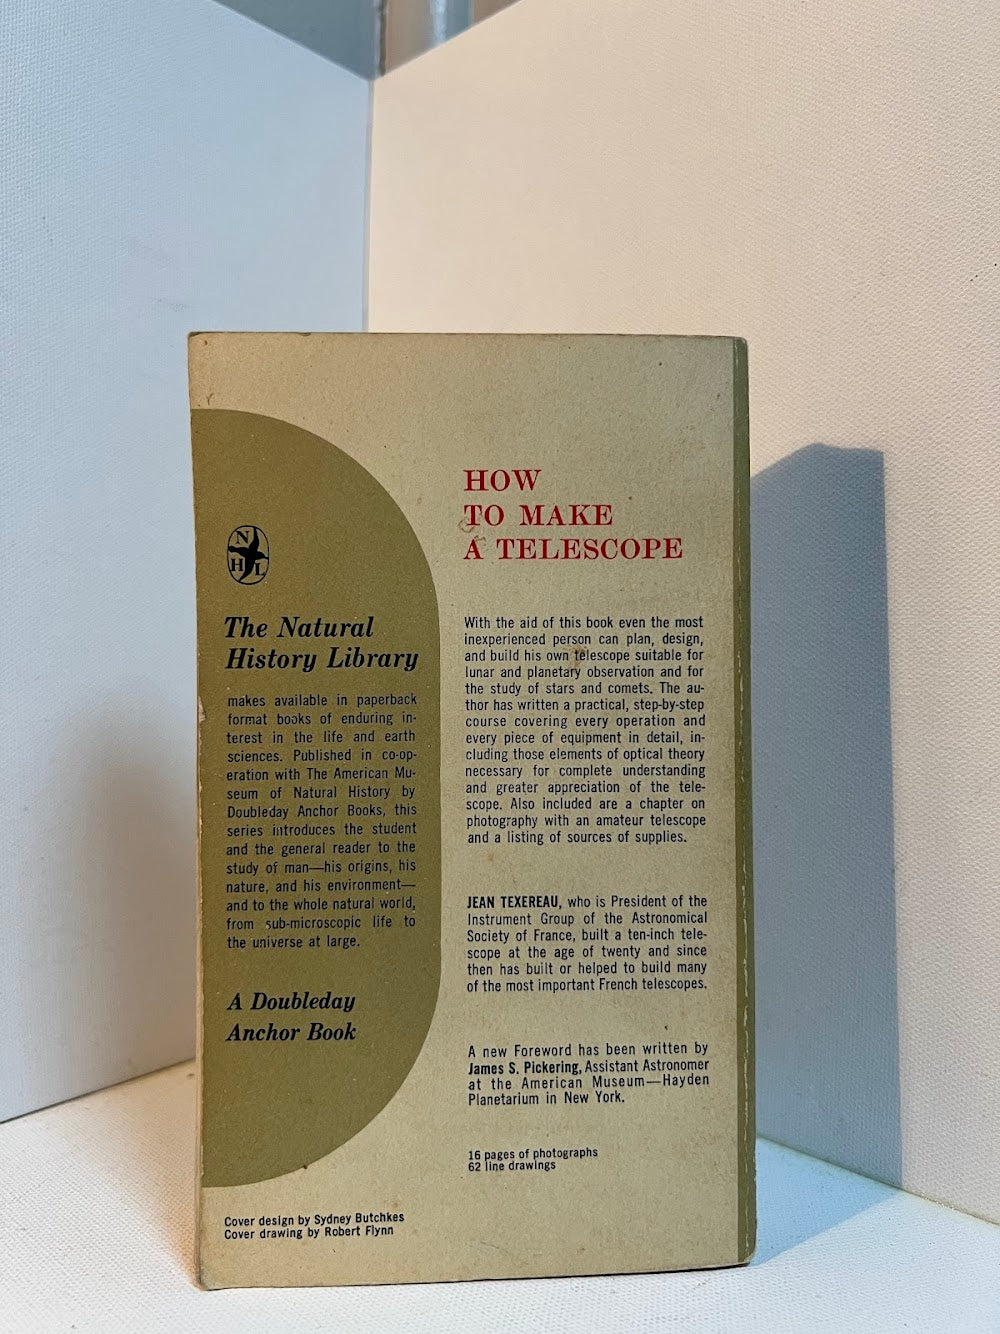 N
H L
The Natural
History Library
makes available in paperback
format books of enduring in-
terest in the life and earth
sciences. Published in co-op-
eration with The American Mu-
seum of Natural History by
Doubleday Anchor Books, this
series introduces the student
and the general reader to the
study of man—his origins, his
nature, and his environment—
and to the whole natural world,
from sub-microscopic life to
the universe at large.
A Doubleday
Anchor Book
Cover design by Sydney Butchkes
Cover drawing by Robert Flynn
HOW
TO MAKE
A TELESCOPE
With the aid of this book even the most
inexperienced person can plan, design,
and build his own telescope suitable for
lunar and planetary observation and for
the study of stars and comets. The au-
thor has written a practical, step-by-step
course covering every operation and
every piece of equipment in detail, in-
cluding those elements of optical theory
necessary for complete understanding
and greater appreciation of the tele-
scope. Also included are a chapter on
photography with an amateur telescope
and a listing of sources of supplies.
JEAN TEXEREAU, who is President of the
Instrument Group of the Astronomical
Society of France, built a ten-inch tele-
scope at the age of twenty and since
then has built or helped to build many
of the most important French telescopes.
A new Foreword has been written by
James S. Pickering, Assistant Astronomer
at the American Museum—Hayden
Planetarium in New York.
16 pages of photographs
62 line drawings